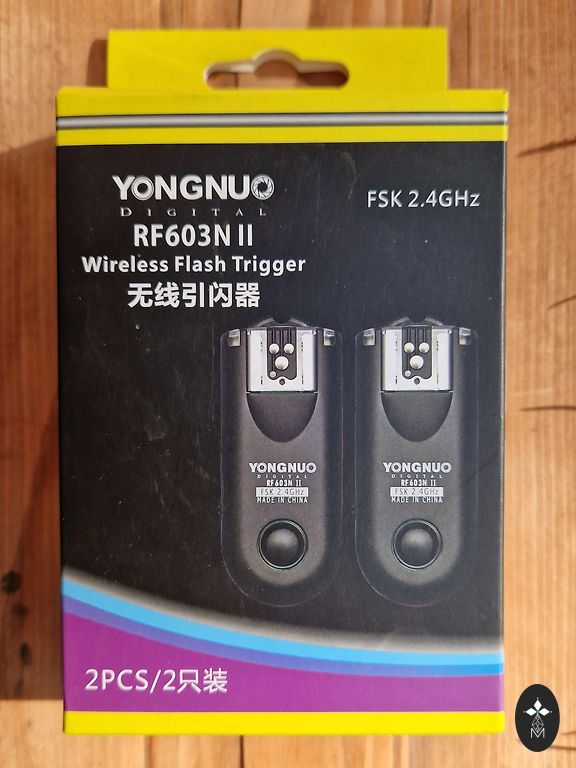 YONGNUO
DIGITAL
FSK 2.4GHz
RF603N II
Wireless Flash Trigger
无线引闪器
YONGNUO
DIGITAL
RF603N II
FSK 2.4GHz
MADE IN CHINA
YONGNUO
DIGITAL
RF603N II
FSK 2.4GHz
MADE IN CHINA
2PCS/2只装
M